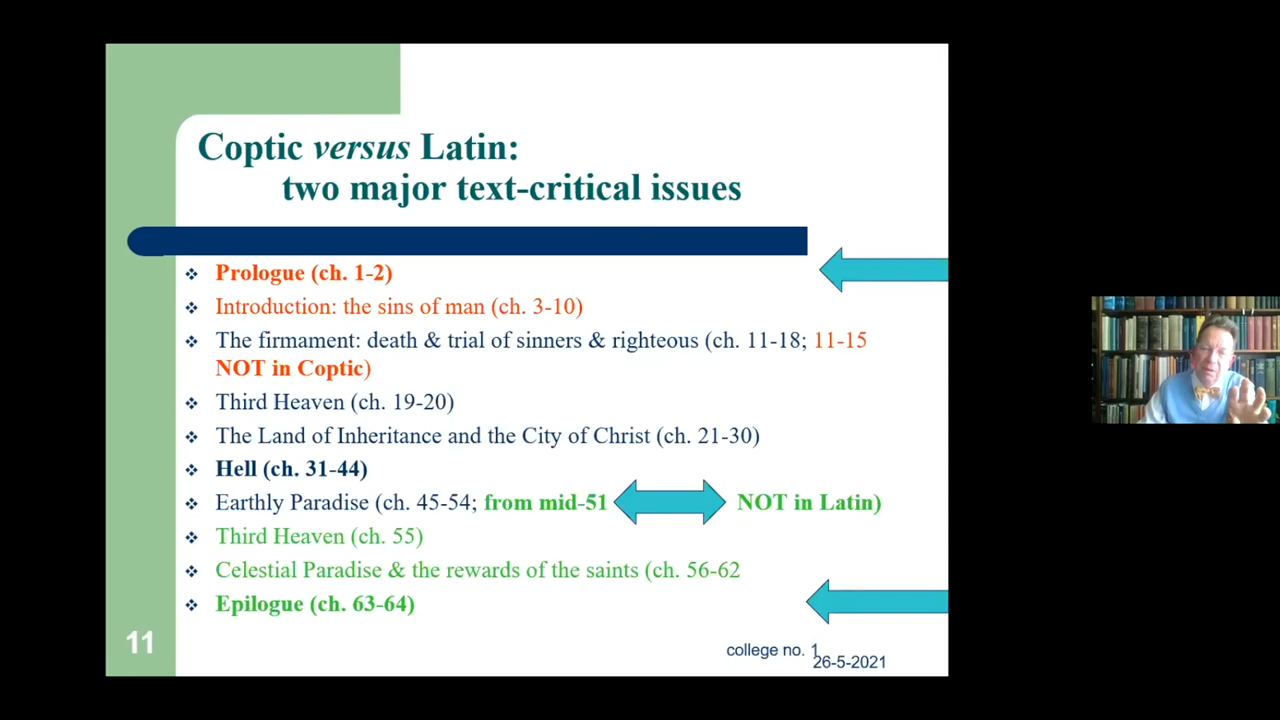 Coptic versus Latin:
two major text-critical issues
❖ Prologue (ch. 1-2)
❖ Introduction: the sins of man (ch. 3-10)
❖ The firmament: death & trial of sinners & righteous (ch. 11-18; 11-15
NOT in Coptic)
❖ Third Heaven (ch. 19-20)
❖ The Land of Inheritance and the City of Christ (ch. 21-30)
❖ Hell (ch. 31-44)
❖ Earthly Paradise (ch. 45-54; from mid-51 NOT in Latin)
❖ Third Heaven (ch. 55)
❖ Celestial Paradise & the rewards of the saints (ch. 56-62
❖ Epilogue (ch. 63-64)
11
college no. 1
26-5-2021